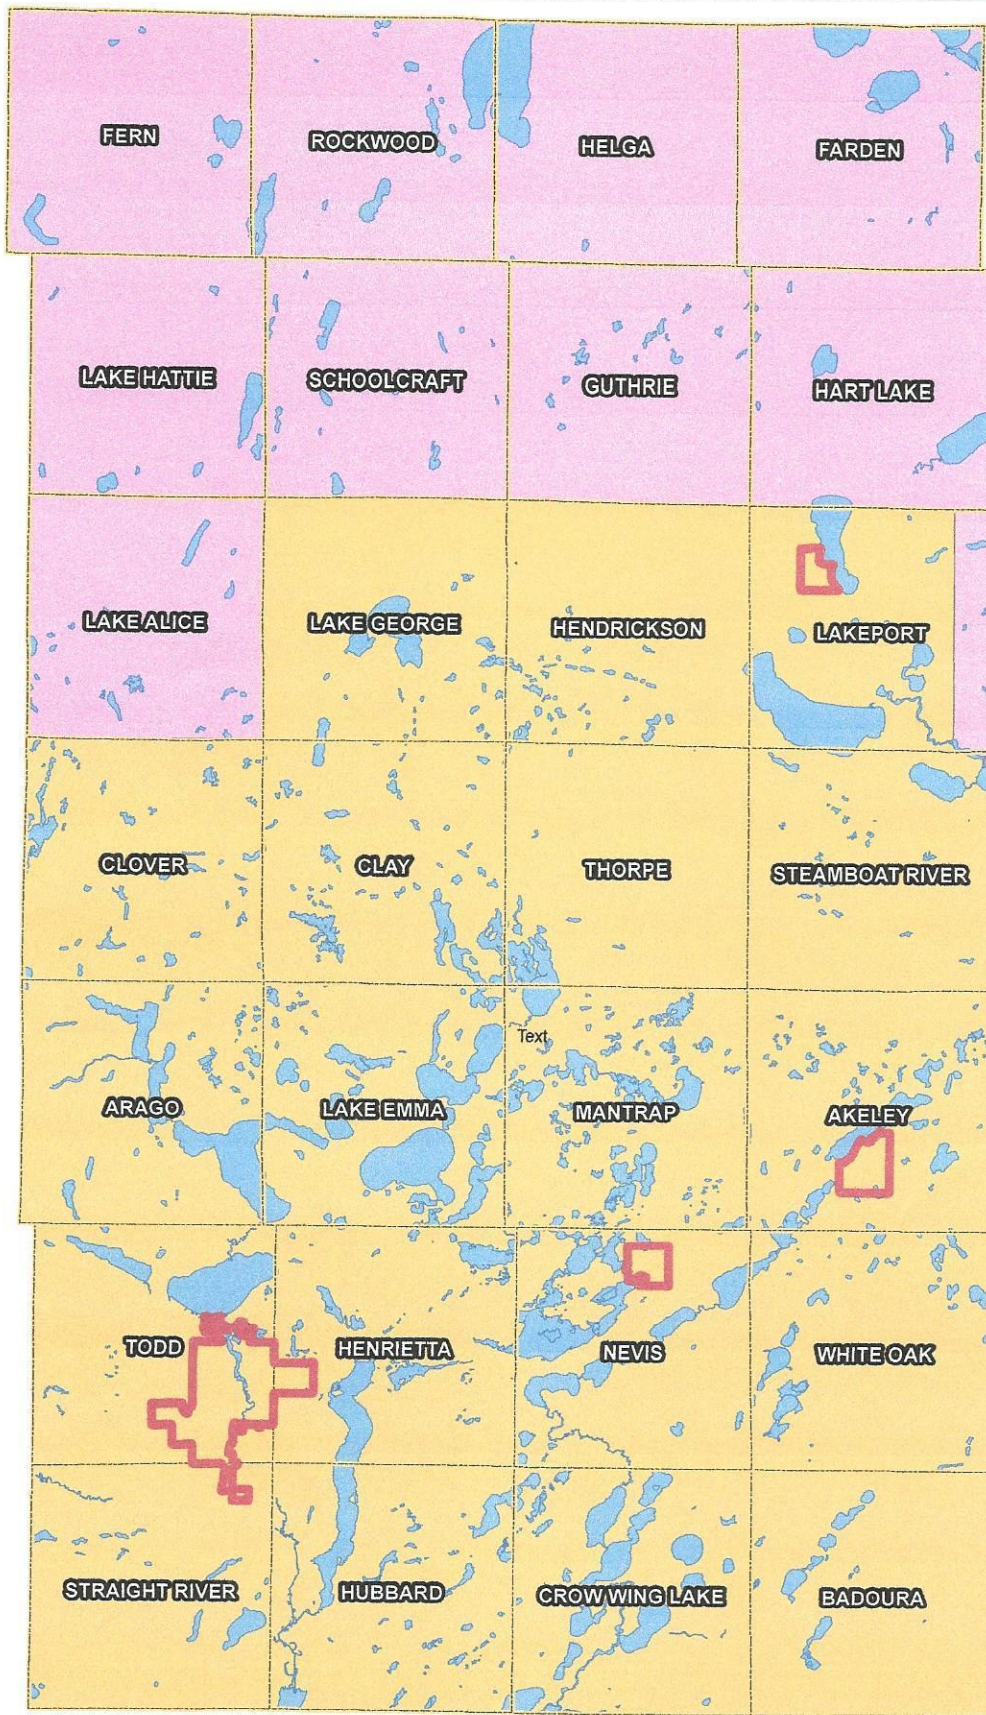 FERN
ROCKWOOD
HELGA
FARDEN
LAKE HATTIE
SCHOOLCRAFT
GUTHRIE
HART LAKE
LAKE ALICE
LAKE GEORGE
HENDRICKSON
LAKEPORT
CLOVER
CLAY
THORPE
STEAMBOAT RIVER
Text
ARAGO
LAKE EMMA
MANTRAP
AKELEY
TODD
HENRIETTA
NEVIS
WHITE OAK
STRAIGHT RIVER
HUBBARD
CROW WING LAKE
BADOURA